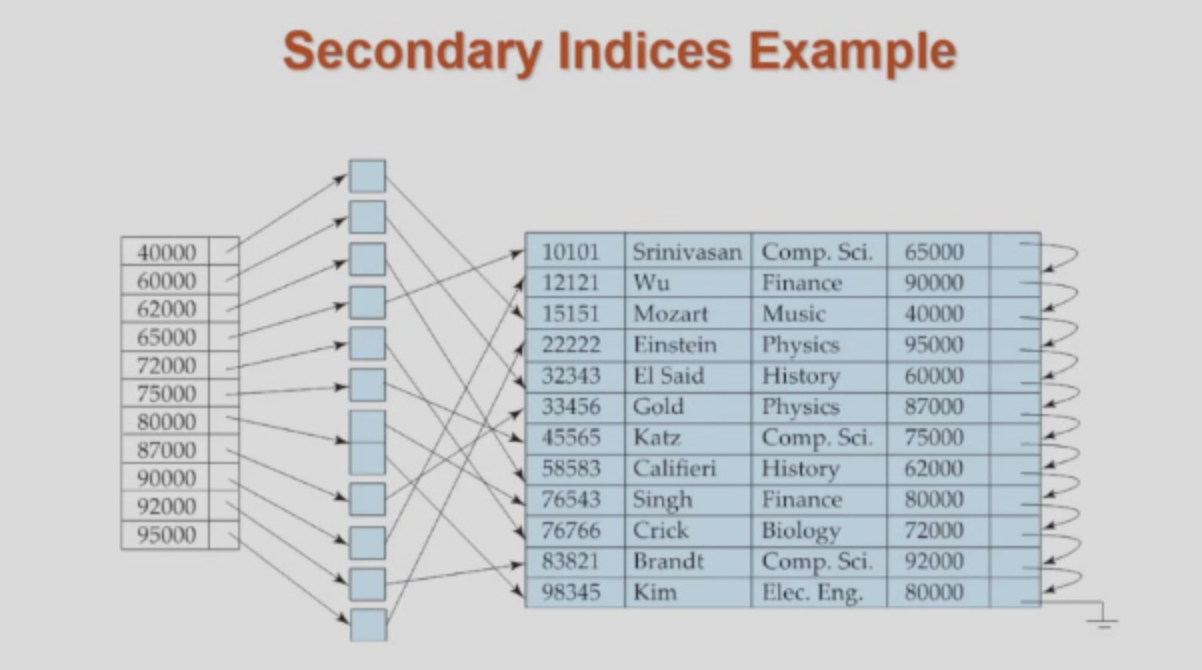 Secondary Indices Example
40000
60000
62000
65000
72000
75000
80000
87000
90000
92000
95000
10101 Srinivasan Comp. Sci. 65000
12121 Wu Finance 90000
15151 Mozart Music 40000
22222 Einstein Physics 95000
32343 El Said History 60000
33456 Gold Physics 87000
45565 Katz Comp. Sci. 75000
58583 Califieri History 62000
76543 Singh Finance 80000
76766 Crick Biology 72000
83821 Brandt Comp. Sci. 92000
98345 Kim Elec. Eng. 80000